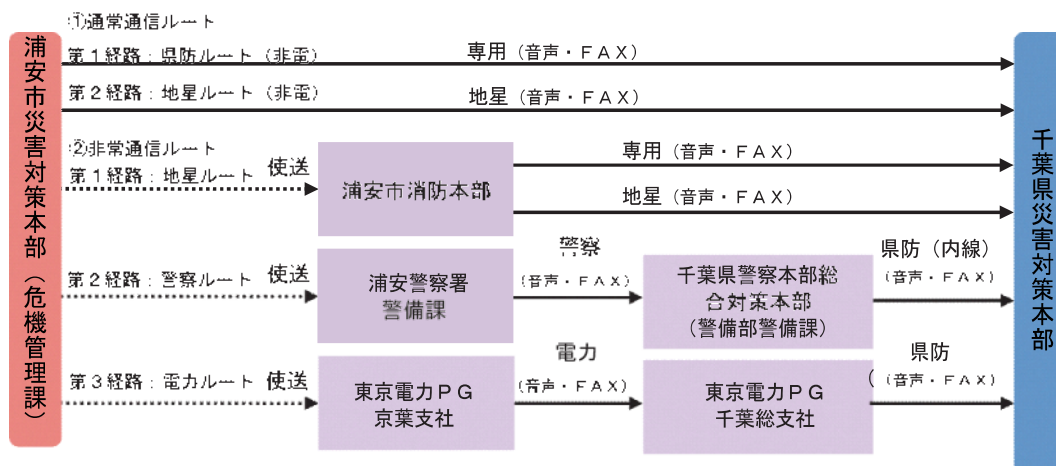 浦安市災害対策本部（危機管理課）
①通常通信ルート
第１経路：県防ルート（非電）
専用（音声・ＦＡＸ）
第２経路：地星ルート（非電）
地星（音声・ＦＡＸ）
②非常通信ルート
第１経路：地星ルート
使送
浦安市消防本部
専用（音声・ＦＡＸ）
地星（音声・ＦＡＸ）
第２経路：警察ルート
使送
浦安警察署
警備課
警察
（音声・ＦＡＸ）
千葉県警察本部総
合対策本部
（警備部警備課）
県防（内線）
（音声・ＦＡＸ）
第３経路：電力ルート
使送
東京電力ＰＧ
京葉支社
電力
（音声・ＦＡＸ）
東京電力ＰＧ
千葉総支社
県防
（（音声・ＦＡＸ）
千葉県災害対策本部